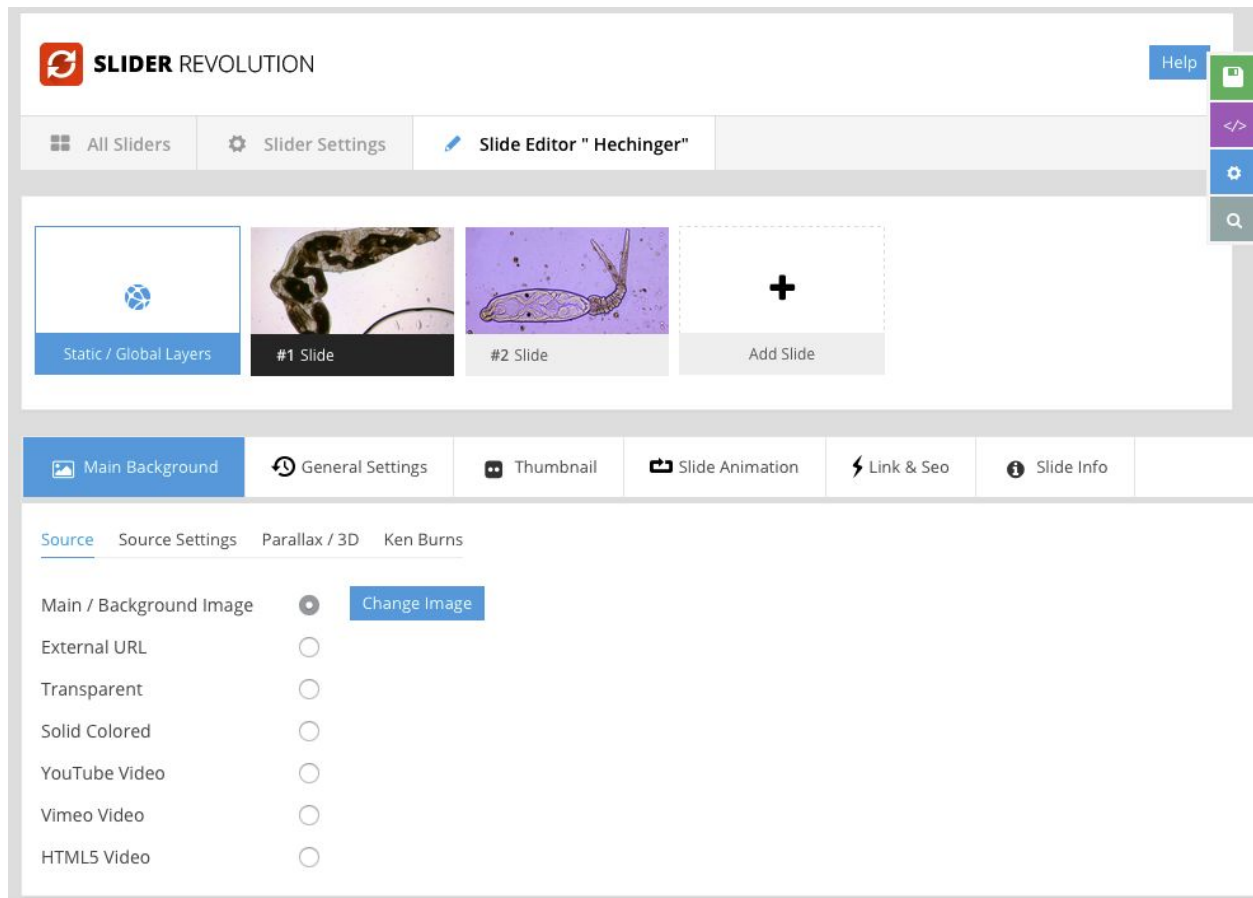 SLIDER REVOLUTION
Help
All Sliders Slider Settings Slide Editor " Hechinger"
</>
Static / Global Layers #1 Slide #2 Slide Add Slide
Main Background General Settings Thumbnail Slide Animation Link & Seo Slide Info
Source Source Settings Parallax / 3D Ken Burns
Main / Background Image Change Image
External URL
Transparent
Solid Colored
YouTube Video
Vimeo Video
HTML5 Video